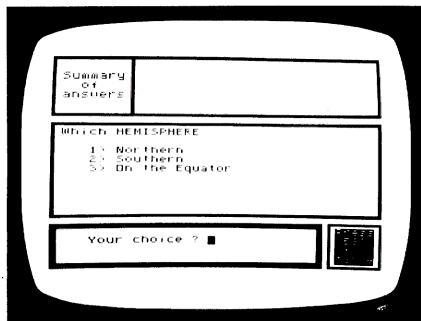 Summary
of
answers
Which HEMISPHERE
1) Northern
2) Southern
3) On the Equator
Your choice ?